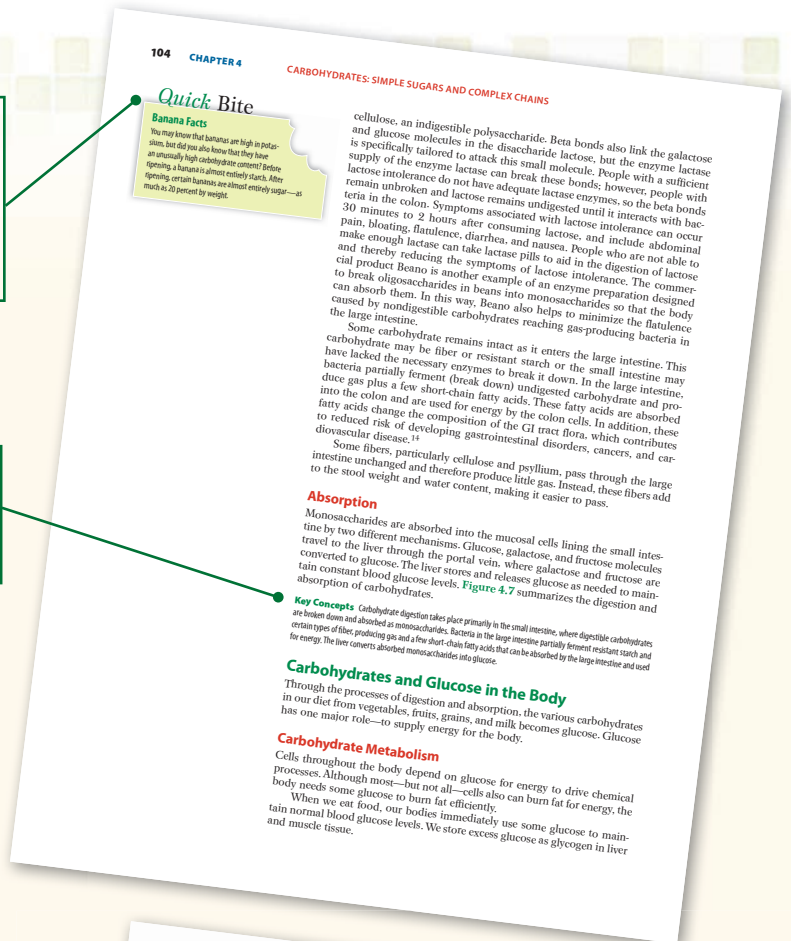 104 CHAPTER 4 CARBOHYDRATES: SIMPLE SUGARS AND COMPLEX CHAINS
Quick Bite
Banana Facts
You may know that bananas are high in potas-
sium, but did you also know that they have
an unusually high carbohydrate content? Before
ripening, a banana is almost entirely starch. After
ripening, certain bananas are almost entirely sugar—as
much as 20 percent by weight.
cellulose, an indigestible polysaccharide. Beta bonds also link the galactose
and glucose molecules in the disaccharide lactose, but the enzyme lactase
is specifically tailored to attack this small molecule. People with a sufficient
supply of the enzyme lactase can break these bonds; however, people with
lactose intolerance do not have adequate lactase enzymes, so the beta bonds
remain unbroken and lactose remains undigested until it interacts with bac-
teria in the colon. Symptoms associated with lactose intolerance can occur
30 minutes to 2 hours after consuming lactose, and include abdominal
pain, bloating, flatulence, diarrhea, and nausea. People who are not able to
make enough lactase can take lactase pills to aid in the digestion of lactose
and thereby reducing the symptoms of lactose intolerance. The commer-
cial product Beano is another example of an enzyme preparation designed
to break oligosaccharides in beans into monosaccharides so that the body
can absorb them. In this way, Beano also helps to minimize the flatulence
caused by nondigestible carbohydrates reaching gas-producing bacteria in
the large intestine.
Some carbohydrate remains intact as it enters the large intestine. This
carbohydrate may be fiber or resistant starch or the small intestine may
have lacked the necessary enzymes to break it down. In the large intestine,
bacteria partially ferment (break down) undigested carbohydrate and pro-
duce gas plus a few short-chain fatty acids. These fatty acids are absorbed
into the colon and are used for energy by the colon cells. In addition, these
fatty acids change the composition of the GI tract flora, which contributes
to reduced risk of developing gastrointestinal disorders, cancers, and car-
diovascular disease.14
Some fibers, particularly cellulose and psyllium, pass through the large
intestine unchanged and therefore produce little gas. Instead, these fibers add
to the stool weight and water content, making it easier to pass.
Absorption
Monosaccharides are absorbed into the mucosal cells lining the small intes-
tine by two different mechanisms. Glucose, galactose, and fructose molecules
travel to the liver through the portal vein, where galactose and fructose are
converted to glucose. The liver stores and releases glucose as needed to main-
tain constant blood glucose levels. Figure 4.7 summarizes the digestion and
absorption of carbohydrates.
Key Concepts Carbohydrate digestion takes place primarily in the small intestine, where digestible carbohydrates
are broken down and absorbed as monosaccharides. Bacteria in the large intestine partially ferment resistant starch and
certain types of fiber, producing gas and a few short-chain fatty acids that can be absorbed by the large intestine and used
for energy. The liver converts absorbed monosaccharides into glucose.
Carbohydrates and Glucose in the Body
Through the processes of digestion and absorption, the various carbohydrates
in our diet from vegetables, fruits, grains, and milk becomes glucose. Glucose
has one major role—to supply energy for the body.
Carbohydrate Metabolism
Cells throughout the body depend on glucose for energy to drive chemical
processes. Although most—but not all—cells also can burn fat for energy, the
body needs some glucose to burn fat efficiently.
When we eat food, our bodies immediately use some glucose to main-
tain normal blood glucose levels. We store excess glucose as glycogen in liver
and muscle tissue.